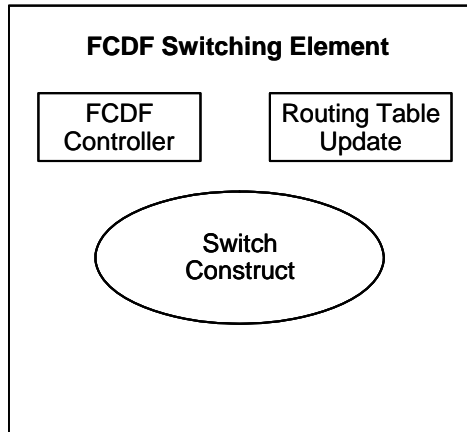 FCDF Switching Element
FCDF
Controller
Routing Table
Update
Switch
Construct